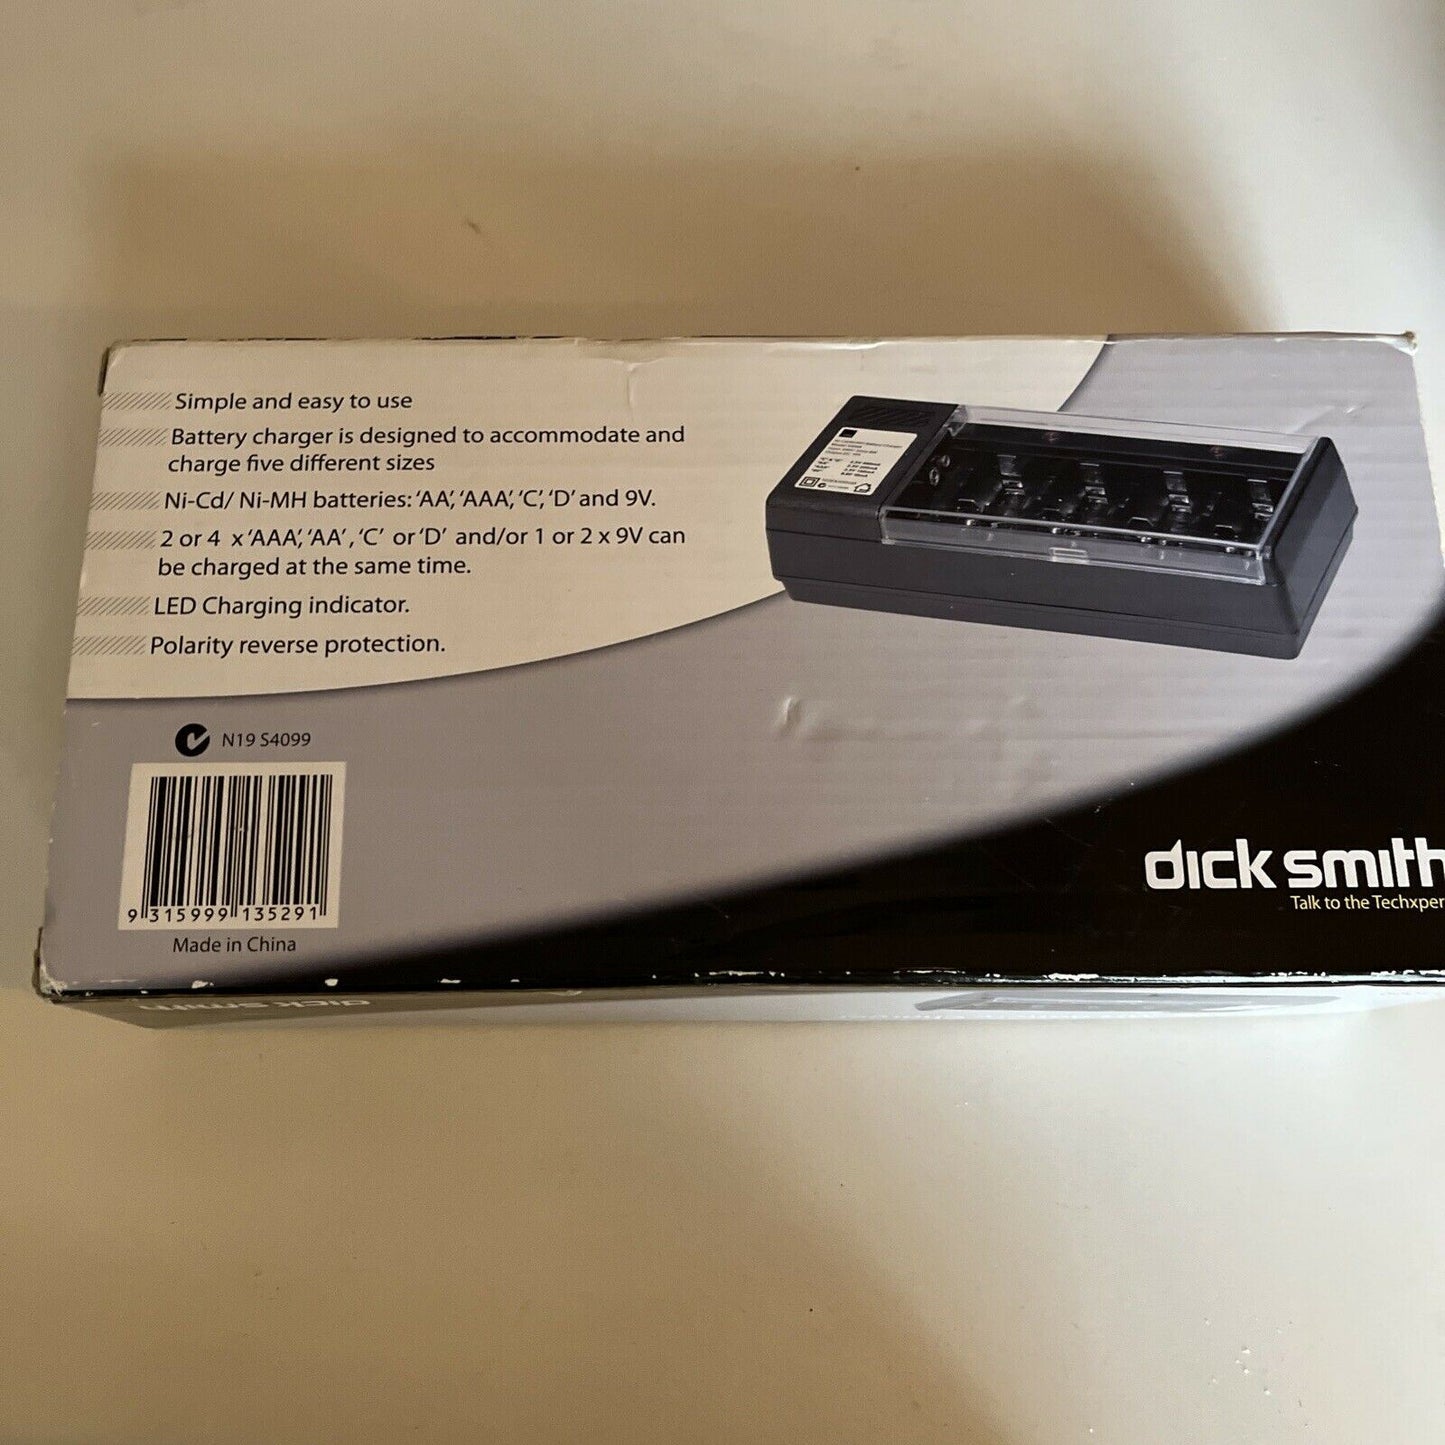 Simple and easy to use
Battery charger is designed to accommodate and
charge five different sizes
Ni-Cd/ Ni-MH batteries: 'AA', 'AAA', 'C', 'D' and 9V.
2 or 4 x 'AAA', 'AA', 'C' or 'D' and/or 1 or 2 x 9V can
be charged at the same time.
LED Charging indicator.
Polarity reverse protection.
N19 S4099
9 315999 135291
Made in China
dick smith
Talk to the Techxper
dick smith